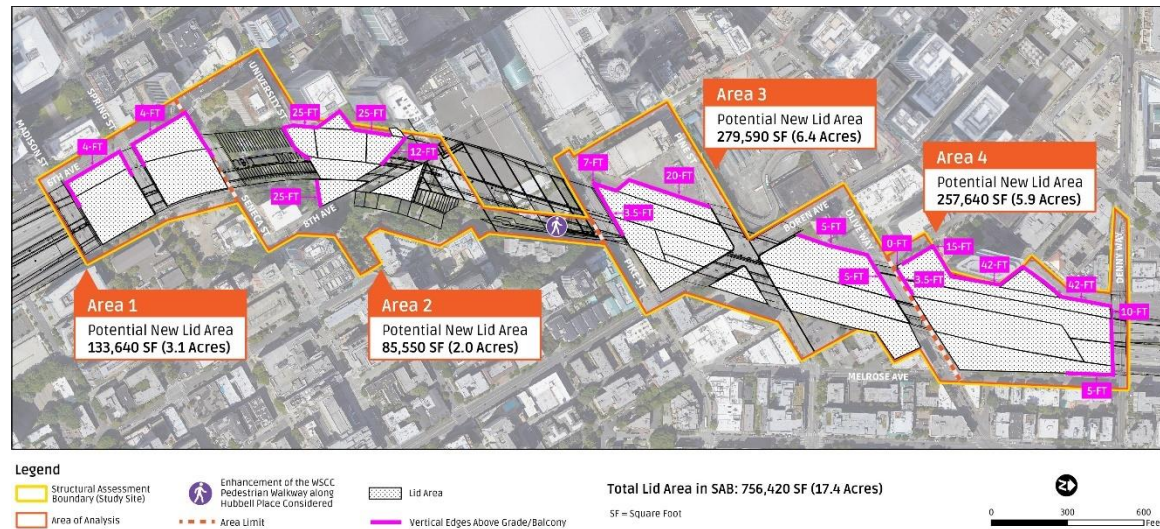 MADISON ST
SPRING ST
6TH AVE
4-FT
4-FT
UNIVERSITY ST
25-FT
25-FT
12-FT
25-FT
SENECA ST
8TH AVE
Area 1
Potential New Lid Area
133,640 SF (3.1 Acres)
Area 2
Potential New Lid Area
85,550 SF (2.0 Acres)
7-FT
3.5-FT
20-FT
PINE ST
PIKE ST
Area 3
Potential New Lid Area
279,590 SF (6.4 Acres)
BOREN AVE
5-FT
5-FT
OLIVE WAY
MELROSE AVE
Area 4
Potential New Lid Area
257,640 SF (5.9 Acres)
0-FT
15-FT
3.5-FT
42-FT
42-FT
10-FT
5-FT
DENNY WAY
Legend
Structural Assessment
Boundary (Study Site)
Area of Analysis
Enhancement of the WSCC
Pedestrian Walkway along
Hubbell Place Considered
Area Limit
Lid Area
Vertical Edges Above Grade/Balcony
Total Lid Area in SAB: 756,420 SF (17.4 Acres)
SF = Square Foot
Z
0 300 600
Feet